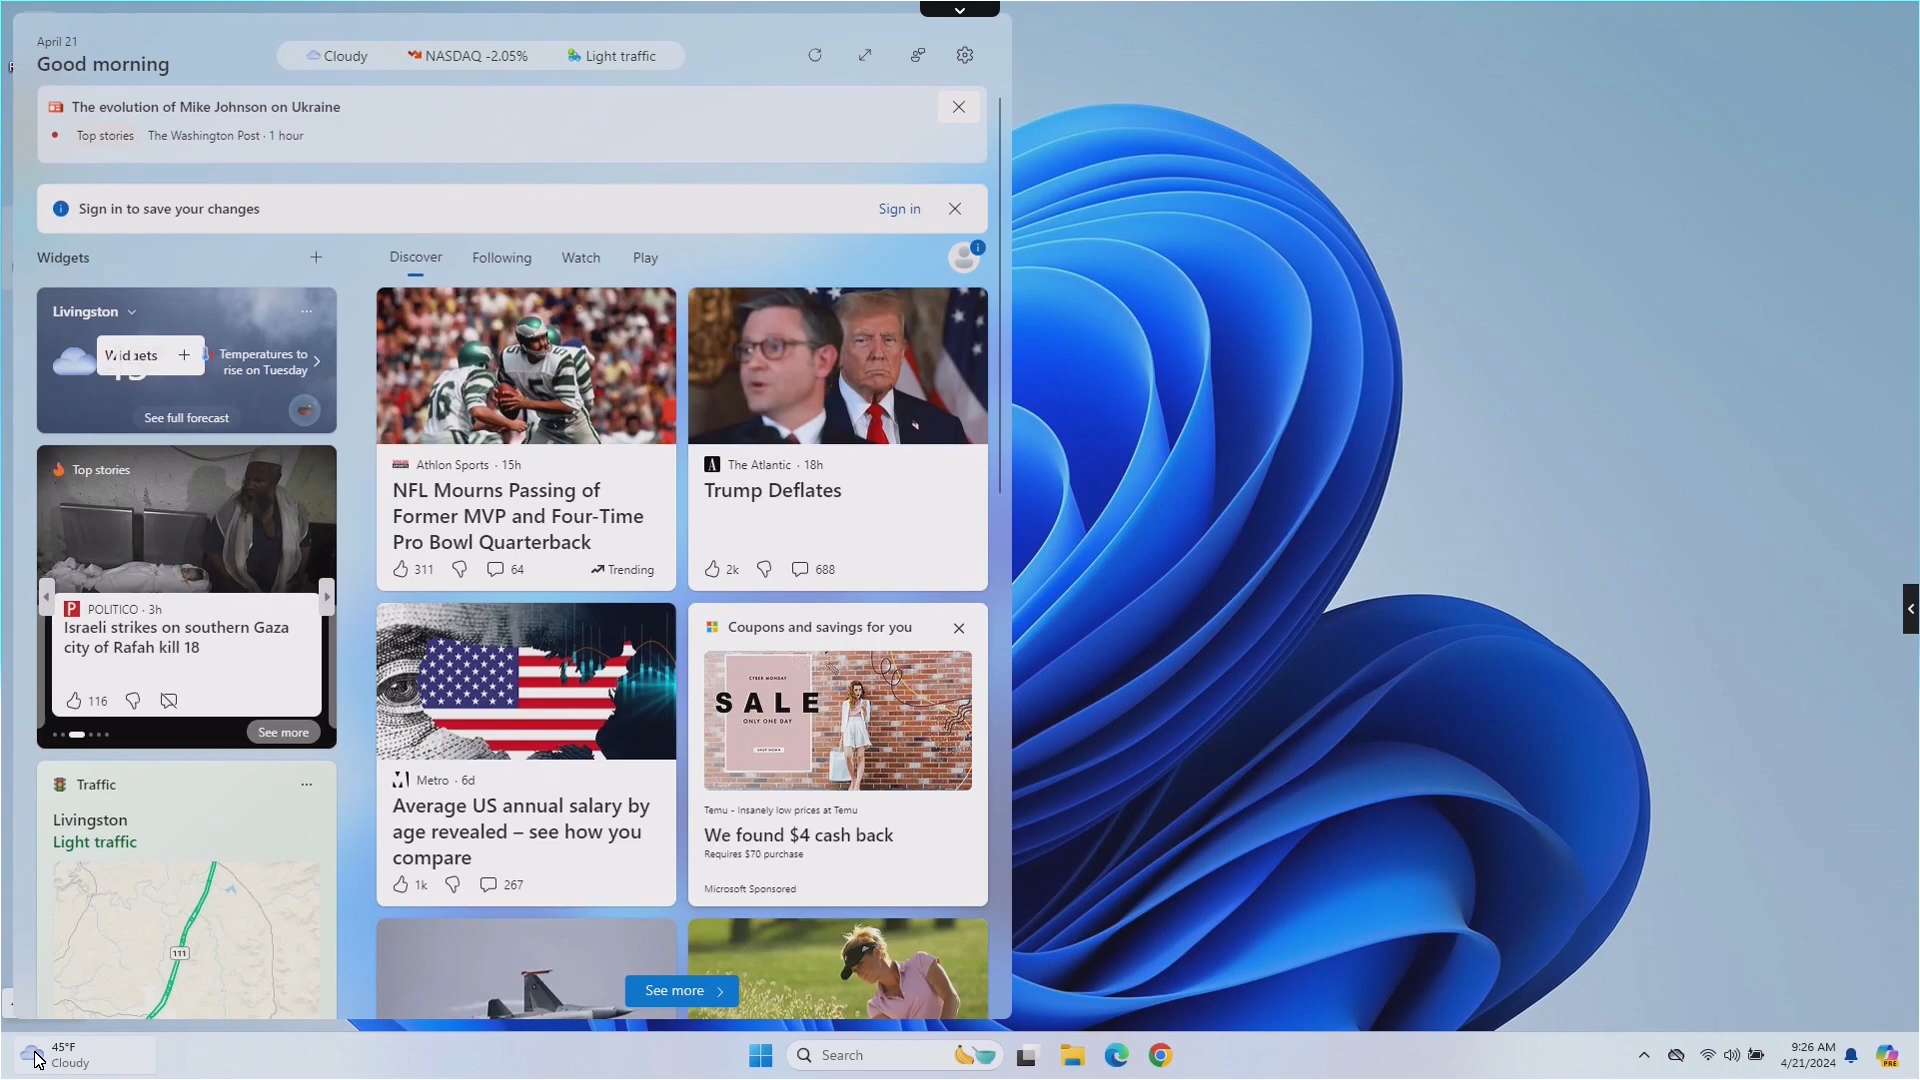 April 21
Good morning
Cloudy
NASDAQ -2.05%
Light traffic
The evolution of Mike Johnson on Ukraine
Top stories The Washington Post · 1 hour
Sign in to save your changes
Sign in
Widgets
Discover
Following
Watch
Play
Livingston
Widgets
Temperatures to
rise on Tuesday
See full forecast
Top stories
POLITICO · 3h
Israeli strikes on southern Gaza
city of Rafah kill 18
116
See more
Traffic
Livingston
Light traffic
111
Athlon Sports · 15h
NFL Mourns Passing of
Former MVP and Four-Time
Pro Bowl Quarterback
311
64
Trending
The Atlantic · 18h
Trump Deflates
2k
688
Metro · 6d
Average US annual salary by
age revealed – see how you
compare
1k
267
Coupons and savings for you
CYBER MONDAY
SALE
ONLY ONE DAY
SHOP NOW
Temu - Insanely low prices at Temu
We found $4 cash back
Requires $70 purchase
Microsoft Sponsored
See more
45°F
Cloudy
Search
9:26 AM
4/21/2024
PRE